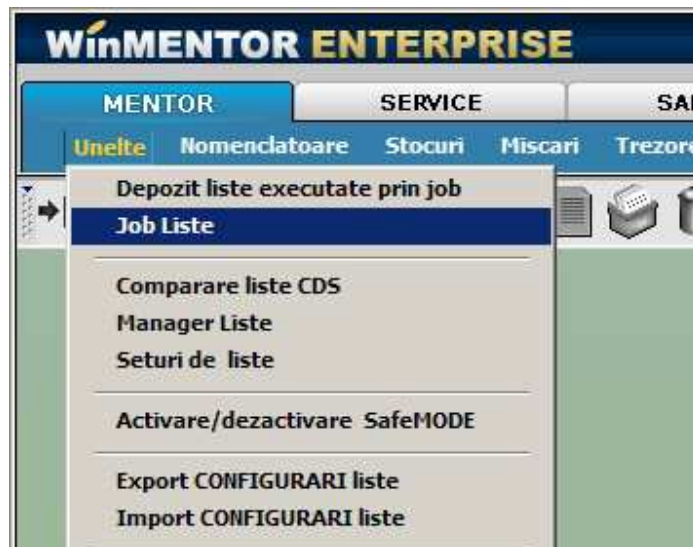 WinMENTOR ENTERPRISE
MENTOR SERVICE
Unelte Nomenclatoare Stocuri Miscari
Depozit liste executate prin job
Job Liste
Comparare liste CDS
Manager Liste
Seturi de liste
Activare/dezactivare SafeMODE
Export CONFIGURARI liste
Import CONFIGURARI liste